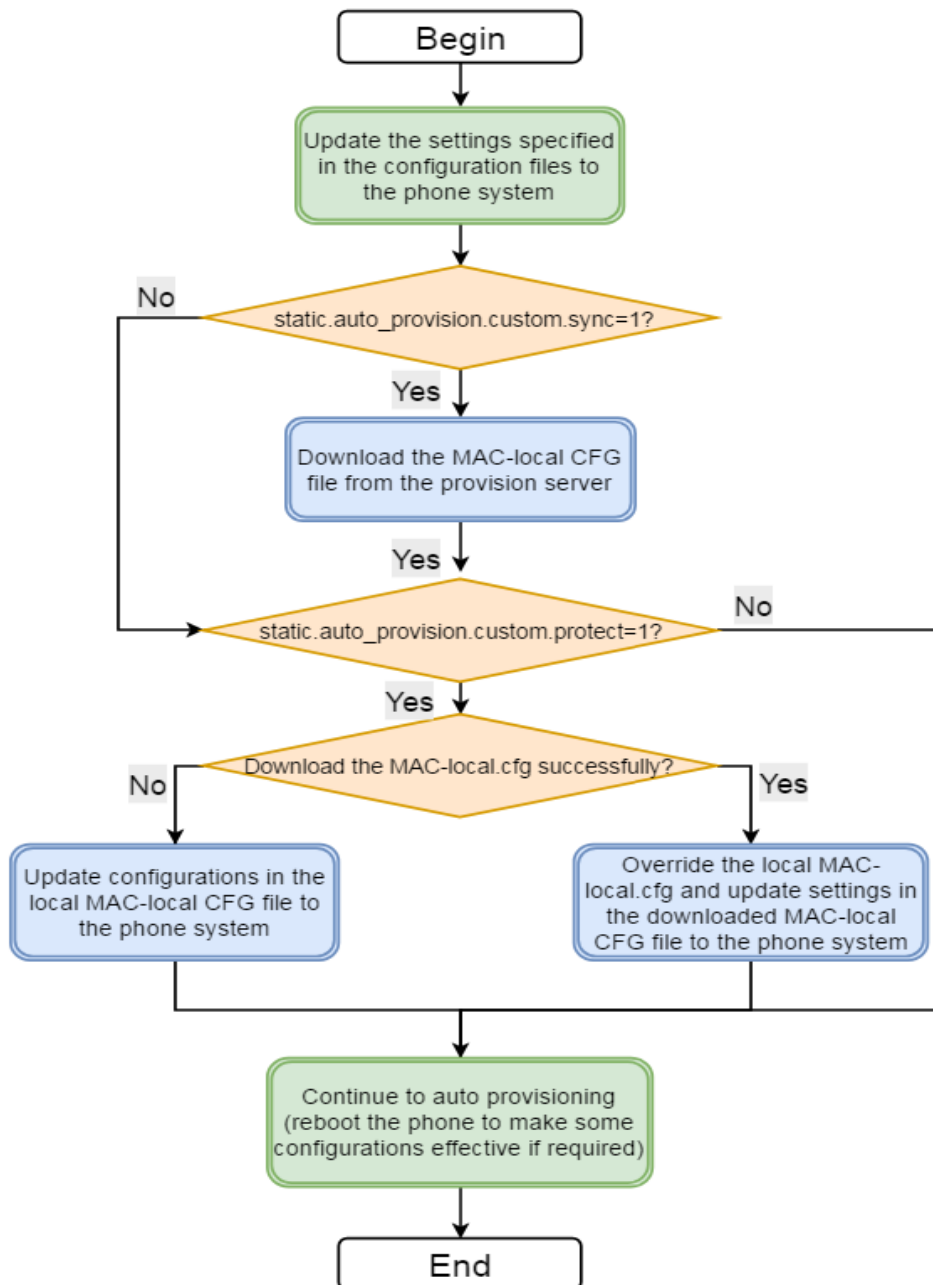 Begin
Update the settings specified
in the configuration files to
the phone system
No
static.auto_provision.custom.sync=1?
Yes
Download the MAC-local CFG
file from the provision server
Yes
No
static.auto_provision.custom.protect=1?
Yes
Download the MAC-local.cfg successfully?
No
Yes
Update configurations in the
local MAC-local CFG file to
the phone system
Override the local MAC-
local.cfg and update settings in
the downloaded MAC-local
CFG file to the phone system
Continue to auto provisioning
(reboot the phone to make some
configurations effective if required)
End